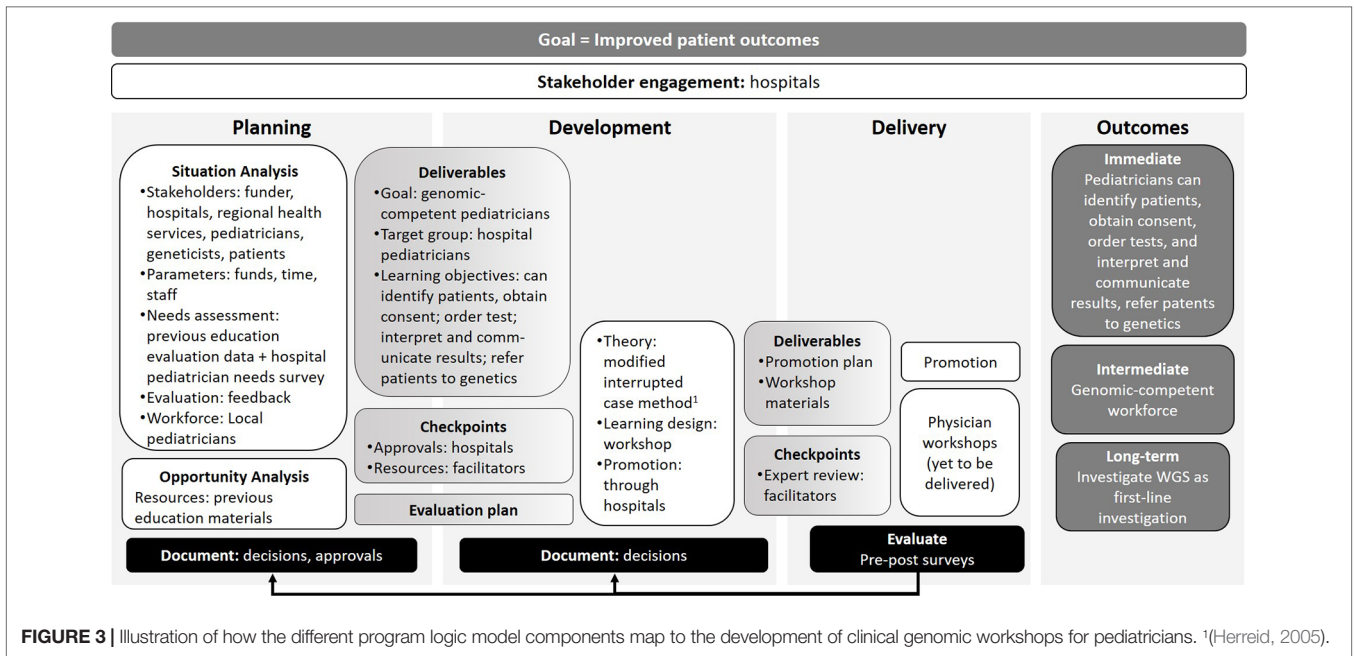 Goal = Improved patient outcomes
Stakeholder engagement: hospitals
Planning
Situation Analysis
•Stakeholders: funder,
hospitals, regional health
services, pediatricians,
geneticists, patients
•Parameters: funds, time,
staff
•Needs assessment:
previous education
evaluation data + hospital
pediatrician needs survey
•Evaluation: feedback
•Workforce: Local
pediatricians
Opportunity Analysis
Resources: previous
education materials
Document: decisions, approvals
Deliverables
•Goal: genomic-
competent pediatricians
•Target group: hospital
pediatricians
•Learning objectives: can
identify patients, obtain
consent; order test;
interpret and comm-
unicate results; refer
patients to genetics
Checkpoints
•Approvals: hospitals
•Resources: facilitators
Evaluation plan
Development
•Theory:
modified
interrupted
case method¹
•Learning design:
workshop
•Promotion:
through
hospitals
Document: decisions
Deliverables
•Promotion plan
•Workshop
materials
Checkpoints
•Expert review:
facilitators
Delivery
Promotion
Physician
workshops
(yet to be
delivered)
Evaluate
Pre-post surveys
Outcomes
Immediate
Pediatricians can
identify patients,
obtain consent,
order tests, and
interpret and
communicate
results, refer patents
to genetics
Intermediate
Genomic-competent
workforce
Long-term
Investigate WGS as
first-line
investigation
FIGURE 3 | Illustration of how the different program logic model components map to the development of clinical genomic workshops for pediatricians. ¹(Herreid, 2005).